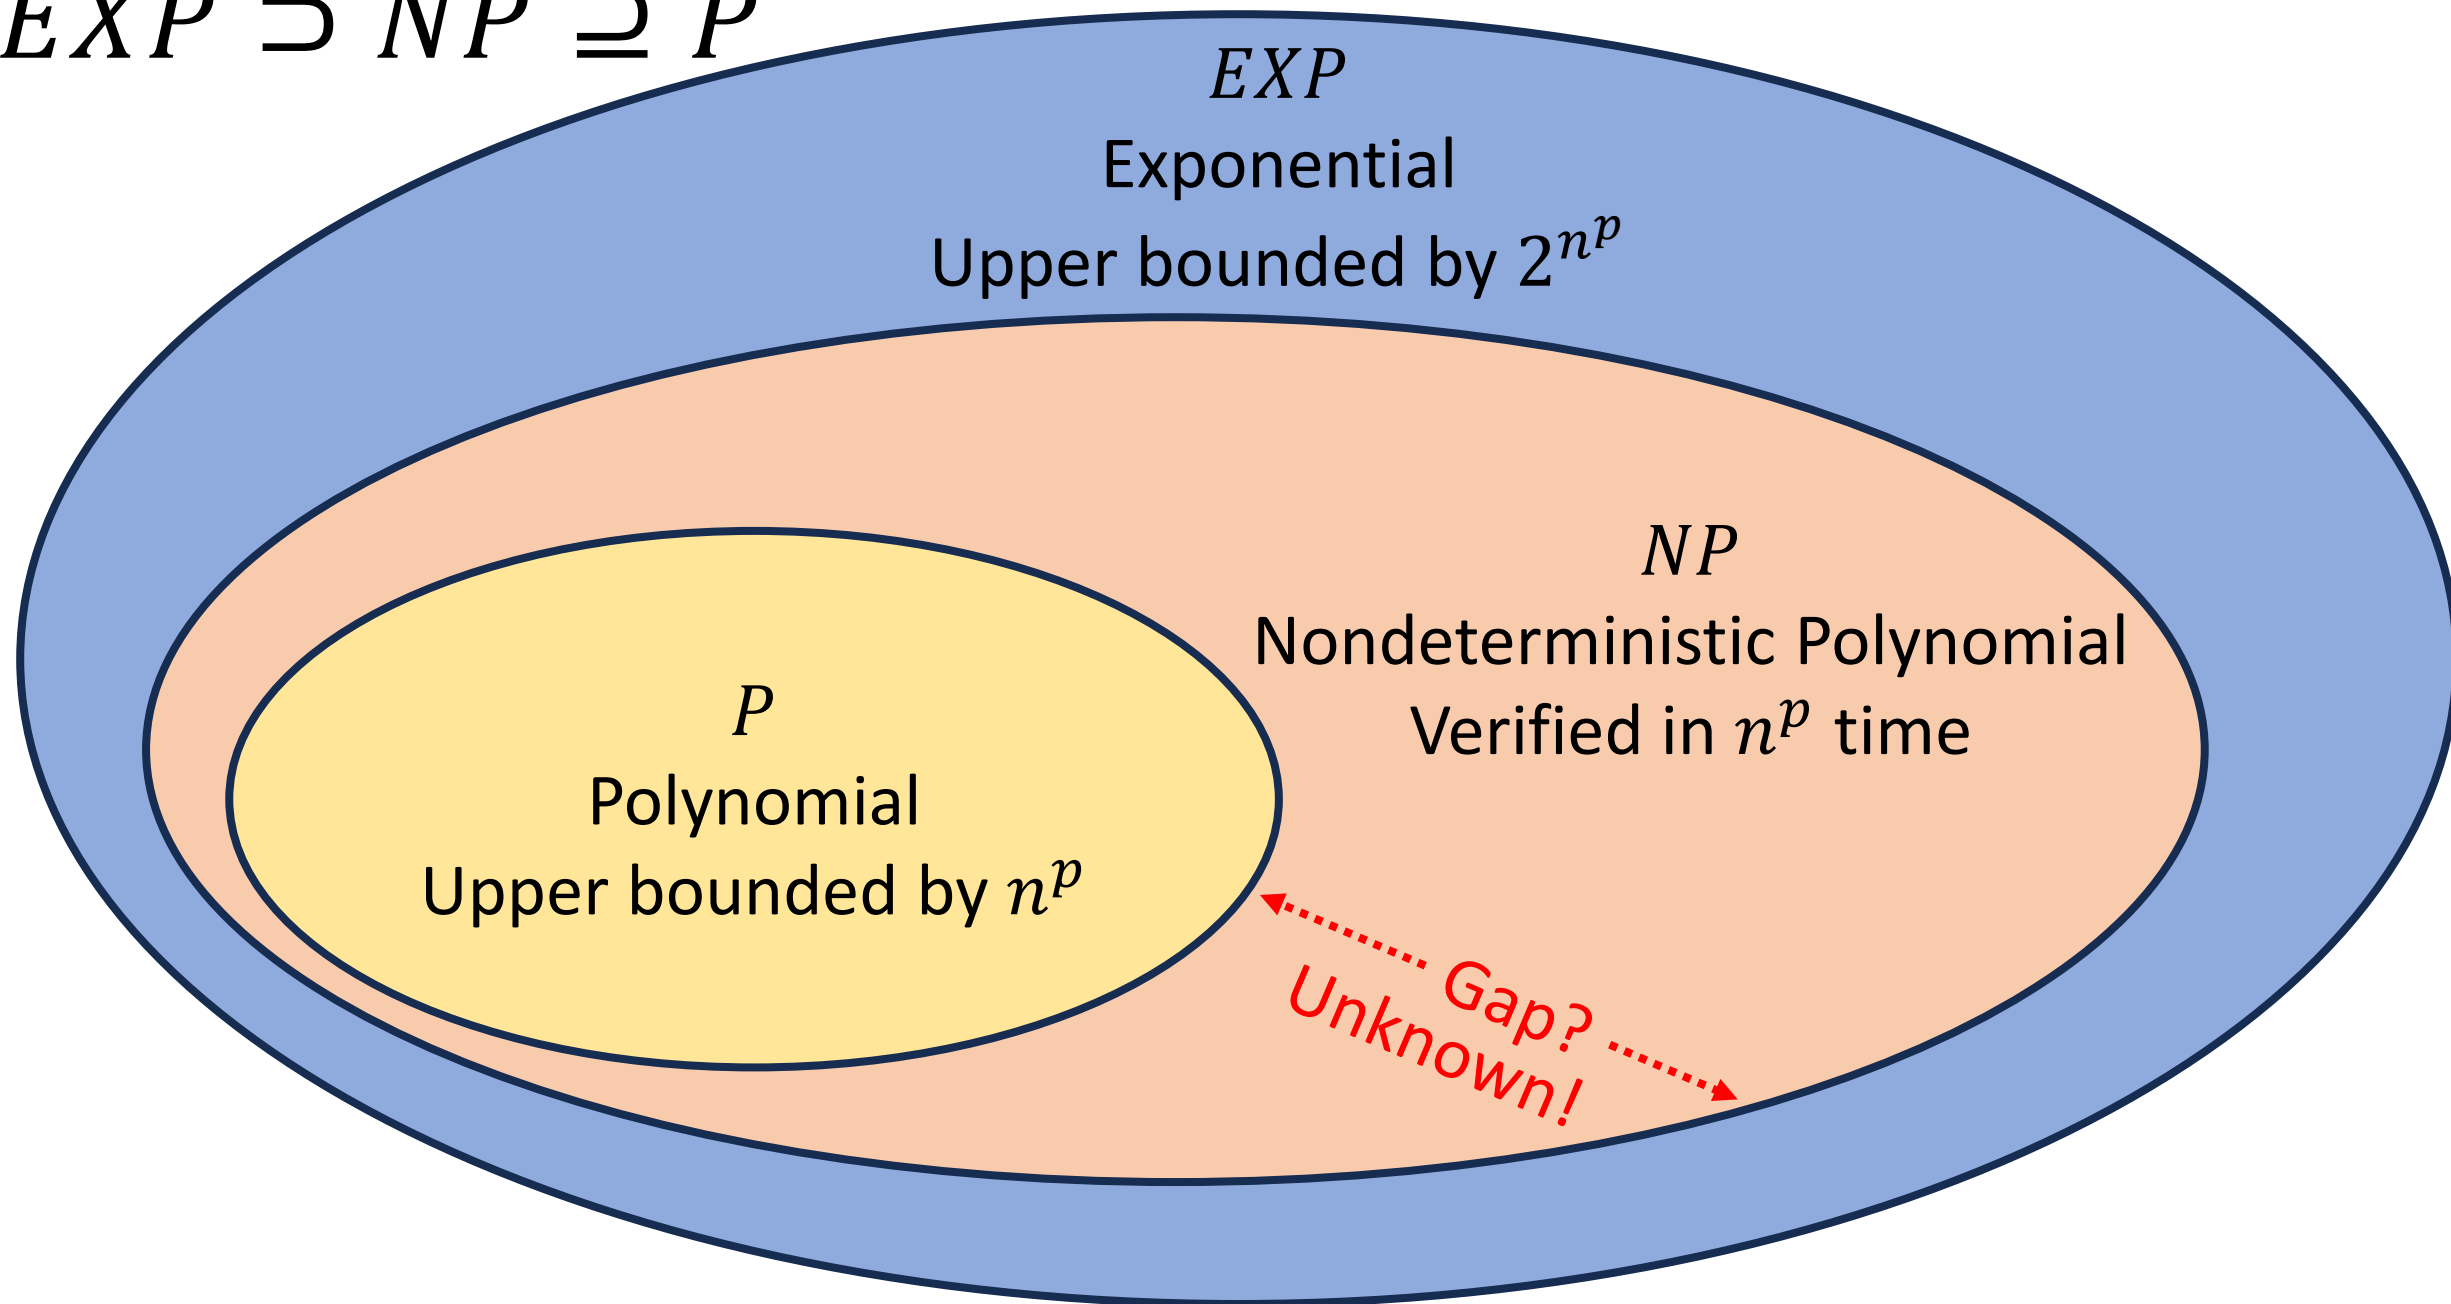 EXP ⊃ NP ⊇ P
EXP
Exponential
Upper bounded by 2^{n^p}
NP
Nondeterministic Polynomial
Verified in n^p time
P
Polynomial
Upper bounded by n^p
Gap?
Unknown!